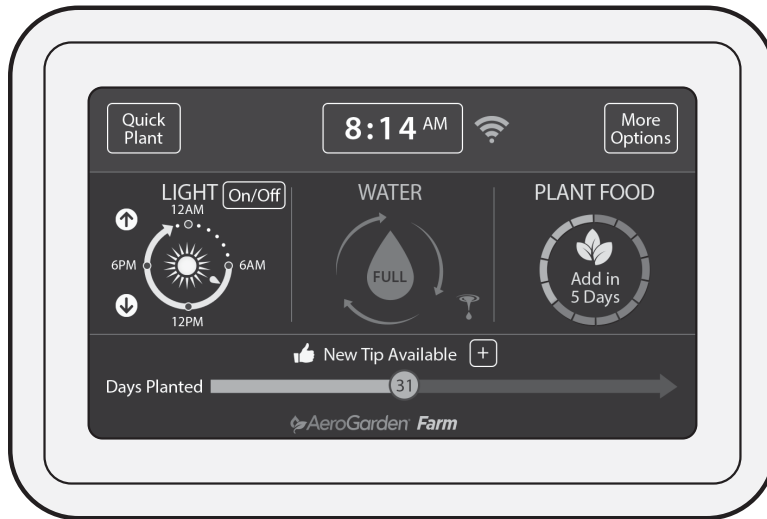 Quick
Plant
8:14 AM
More
Options
LIGHT
On/Off
12AM
6PM
6AM
12PM
WATER
FULL
PLANT FOOD
Add in
5 Days
New Tip Available +
Days Planted
31
AeroGarden Farm